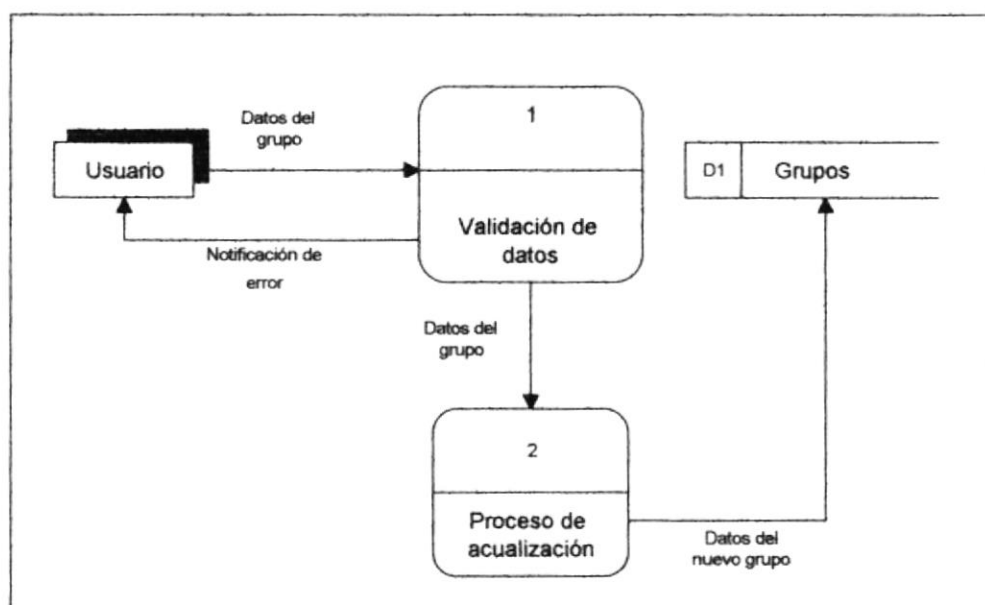 1
Datos del
grupo
Usuario
D1
Grupos
Validación de
datos
Notificación de
error
Datos del
grupo
2
Proceso de
acualización
Datos del
nuevo grupo